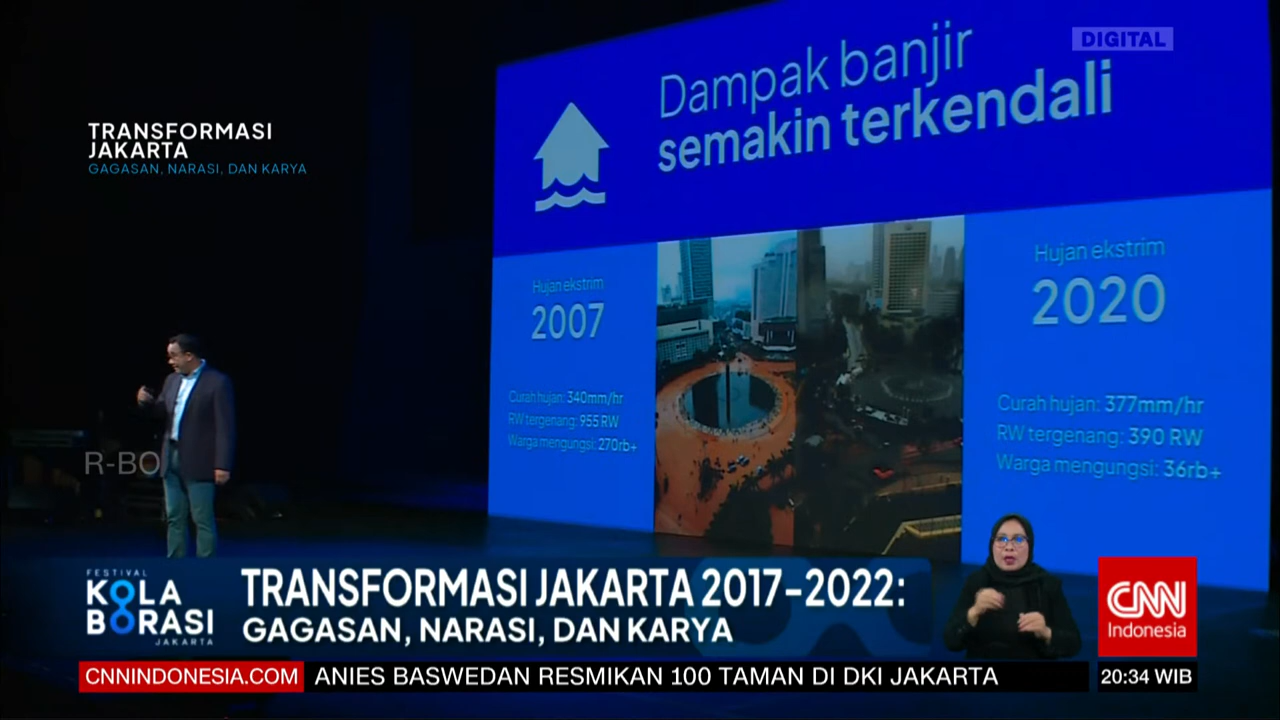 DIGITAL
TRANSFORMASI
JAKARTA
GAGASAN, NARASI, DAN KARYA
Dampak banjir
semakin terkendali
Hujan ekstrim
2007
Curah hujan: 340mm/hr
RW tergenang: 955 RW
Warga mengungsi: 270rb+
Hujan ekstrim
2020
Curah hujan: 377mm/hr
RW tergenang: 390 RW
Warga mengungsi: 36rb+
R-BO
FESTIVAL
KOLA
BORASI
JAKARTA
TRANSFORMASI JAKARTA 2017-2022:
GAGASAN, NARASI, DAN KARYA
CNN
Indonesia
CNNINDONESIA.COM
ANIES BASWEDAN RESMIKAN 100 TAMAN DI DKI JAKARTA
20:34 WIB